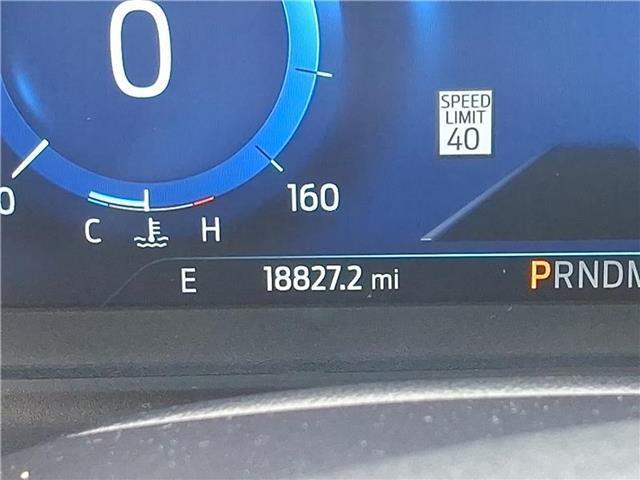 0
SPEED
LIMIT
40
0
160
C
H
E
18827.2 mi
PRNDM